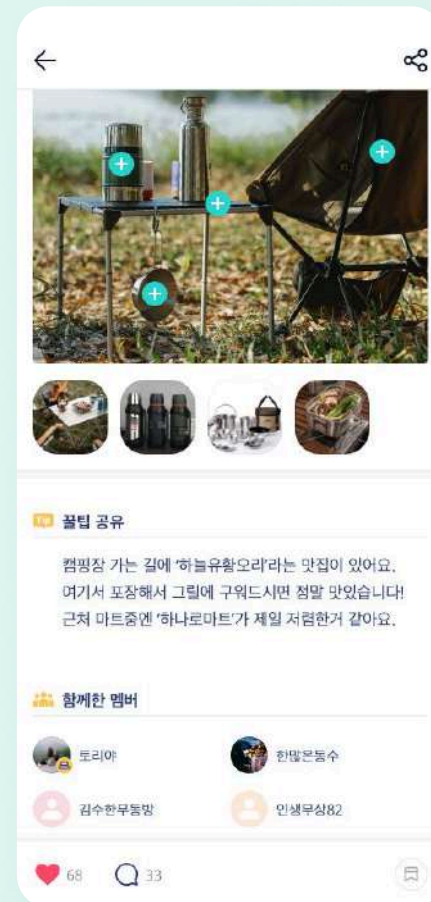 Tip 꿀팁 공유
캠핑장 가는 길에 '하늘유황오리'라는 맛집이 있어요.
여기서 포장해서 그릴에 구워드시면 정말 맛있습니다!
근처 마트중엔 '하나로마트'가 제일 저렴한거 같아요.
함께한 멤버
토리야
한많은동수
김수한무동방
인생무상82
68
33